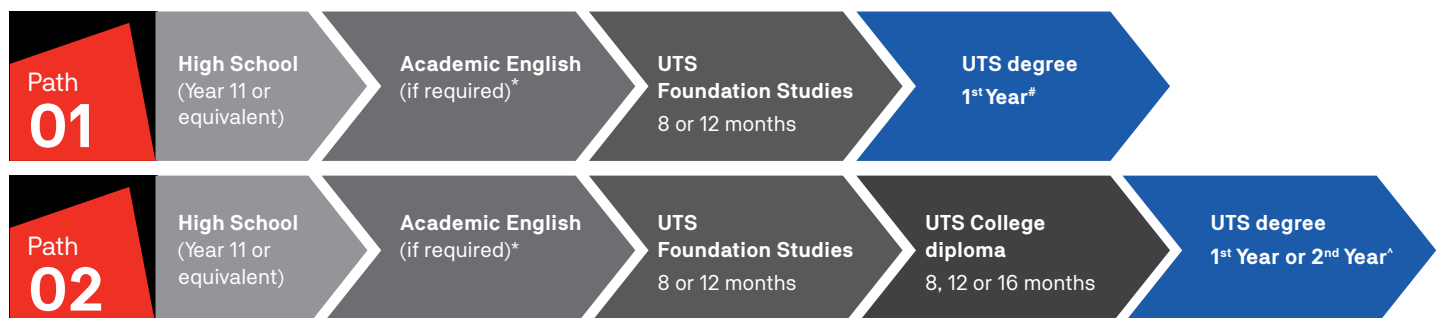 Path
01
High School
(Year 11 or
equivalent)
Academic English
(if required)*
UTS
Foundation Studies
8 or 12 months
UTS degree
1st Year#
Path
02
High School
(Year 11 or
equivalent)
Academic English
(if required)*
UTS
Foundation Studies
8 or 12 months
UTS College
diploma
8, 12 or 16 months
UTS degree
1st Year or 2nd Year^